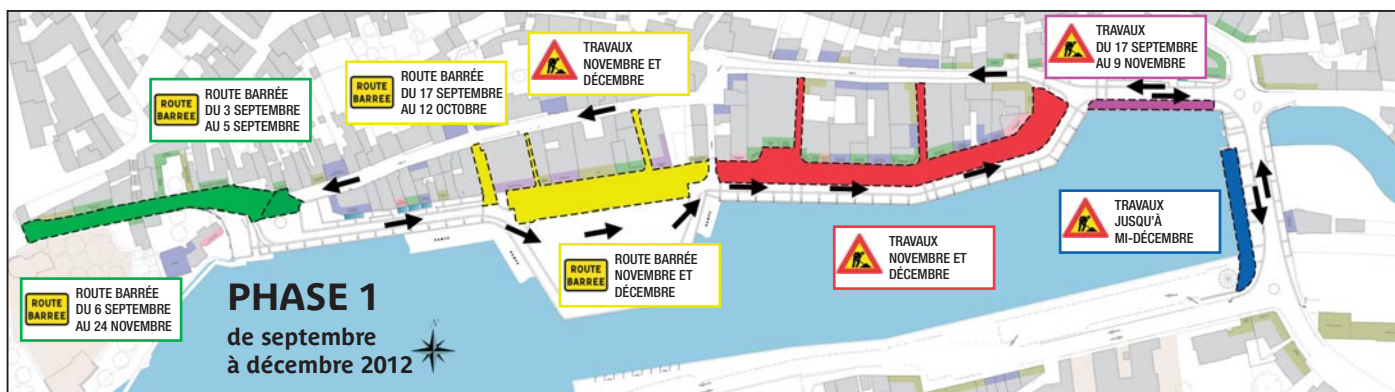 TRAVAUX
DU 17 SEPTEMBRE
AU 9 NOVEMBRE
TRAVAUX
NOVEMBRE ET
DÉCEMBRE
ROUTE
BARRÉE
ROUTE BARRÉE
DU 17 SEPTEMBRE
AU 12 OCTOBRE
ROUTE
BARRÉE
ROUTE BARRÉE
DU 3 SEPTEMBRE
AU 5 SEPTEMBRE
TRAVAUX
JUSQU'À
MI-DÉCEMBRE
TRAVAUX
NOVEMBRE ET
DÉCEMBRE
ROUTE
BARRÉE
ROUTE BARRÉE
NOVEMBRE ET
DÉCEMBRE
ROUTE
BARRÉE
ROUTE BARRÉE
DU 6 SEPTEMBRE
AU 24 NOVEMBRE
PHASE 1
de septembre
à décembre 2012
N